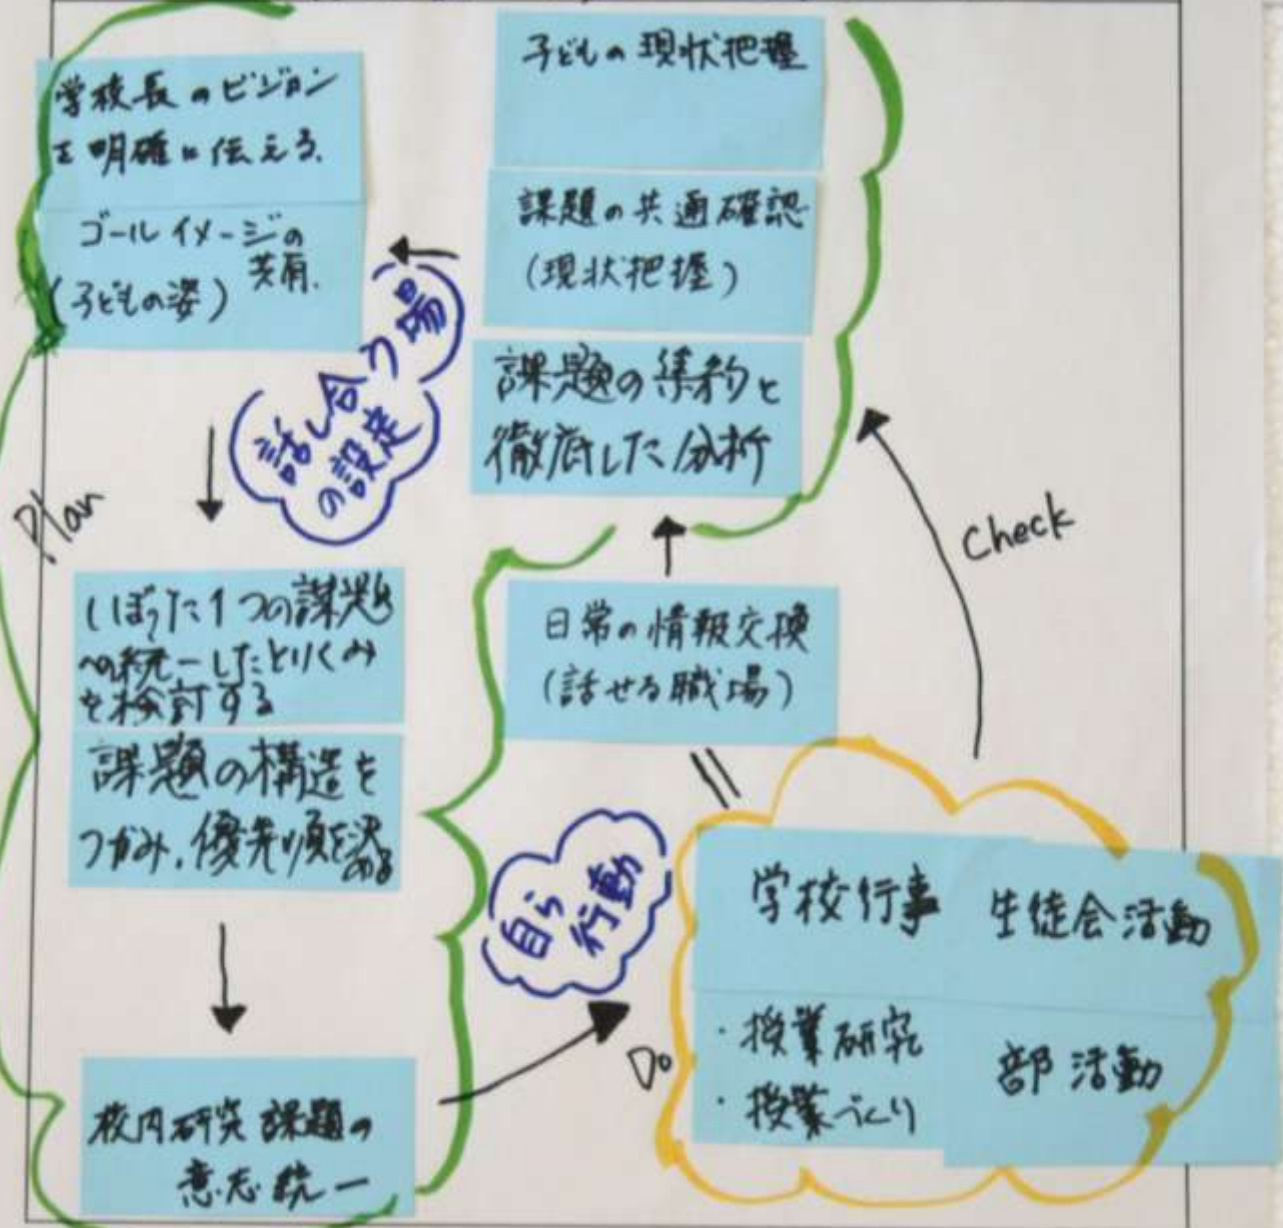 学校長のビジョン
を明確に伝える.
ゴールイメージの
共有.
(子どもの姿)
子どもの現状把握
課題の共通確認
(現状把握)
課題の集約と
徹底した分析
話し合う場
の設定
Plan
しぼった1つの課題
への統一したとりくみ
を検討する
課題の構造を
つかみ、優先順を決
める
校内研究課題の
意志統一
日常の情報交換
(話せる職場)
Check
自ら
行動
Do
学校行事
生徒会活動
・授業研究
・授業づくり
部活動